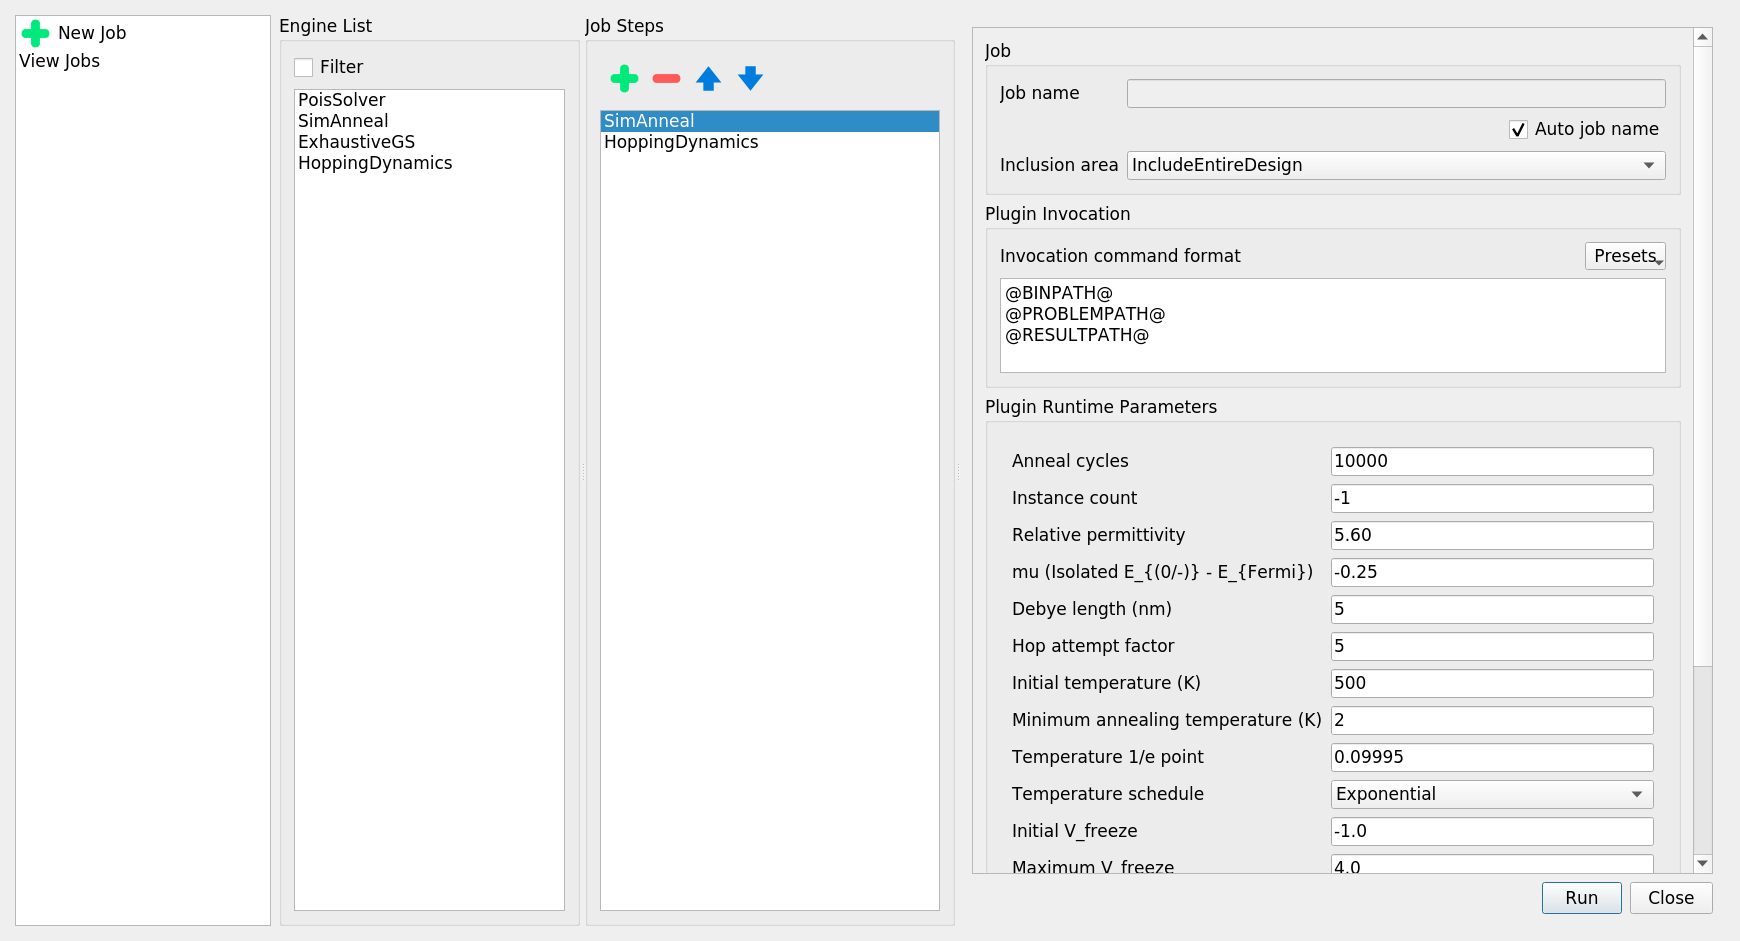 New Job
View Jobs
Engine List
Filter
PoisSolver
SimAnneal
ExhaustiveGS
HoppingDynamics
Job Steps
SimAnneal
HoppingDynamics
Job
Job name
Auto job name
Inclusion area IncludeEntireDesign
Plugin Invocation
Invocation command format Presets
@BINPATH@
@PROBLEMPATH@
@RESULTPATH@
Plugin Runtime Parameters
Anneal cycles 10000
Instance count -1
Relative permittivity 5.60
mu (Isolated E_{(0/-)} - E_{Fermi}) -0.25
Debye length (nm) 5
Hop attempt factor 5
Initial temperature (K) 500
Minimum annealing temperature (K) 2
Temperature 1/e point 0.09995
Temperature schedule Exponential
Initial V_freeze -1.0
Maximum V_freeze 4.0
Run Close